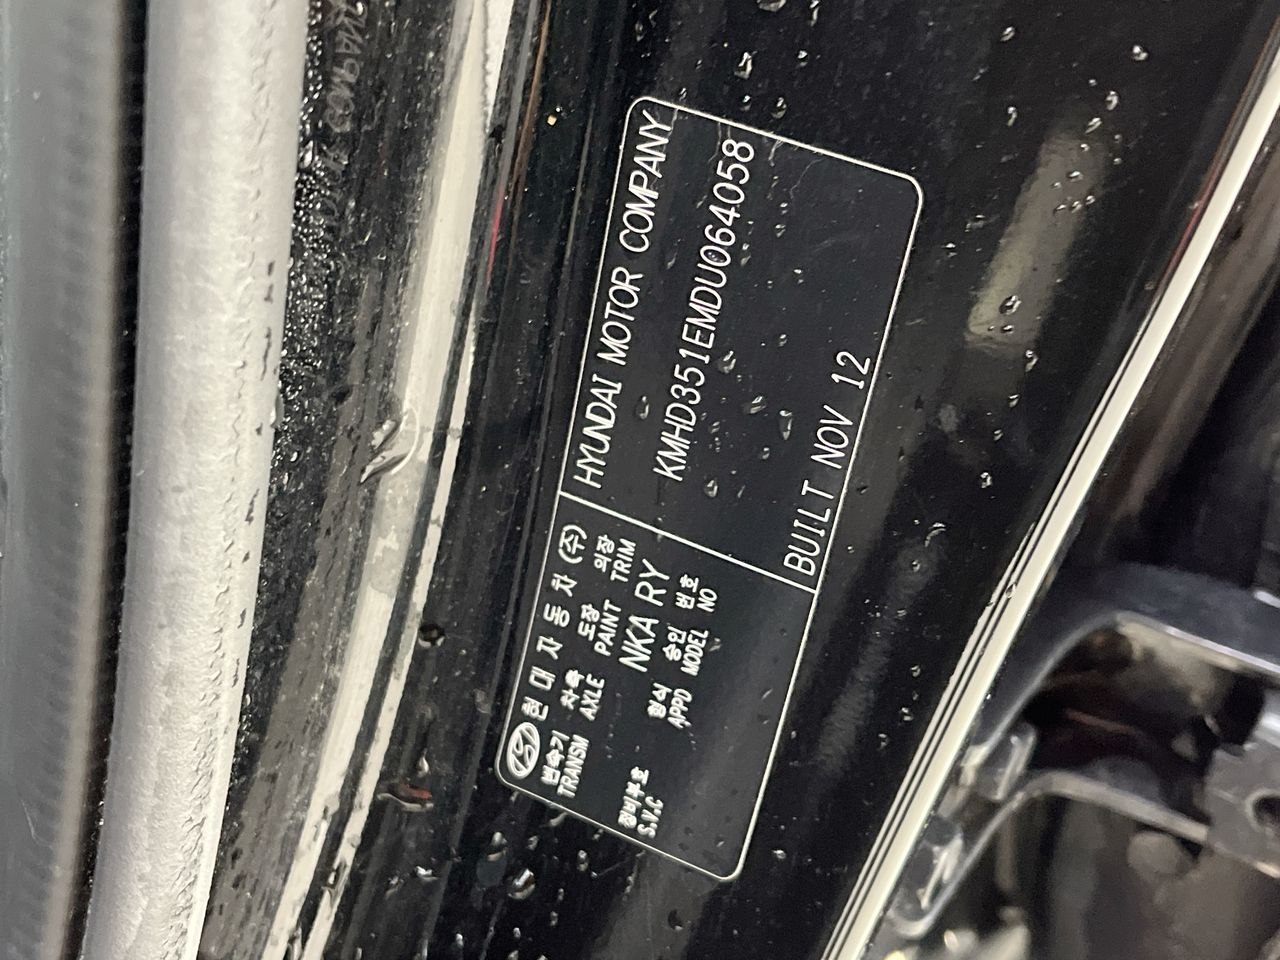 현대자동차(주)
변속기 차축 도장 의장
TRANSM AXLE PAINT TRIM
NKA RY
장비부호 형식 승인 번호
S.V.C APPD MODEL NO
HYUNDAI MOTOR COMPANY
KMHD351EMDU064058
BUILT NOV 12